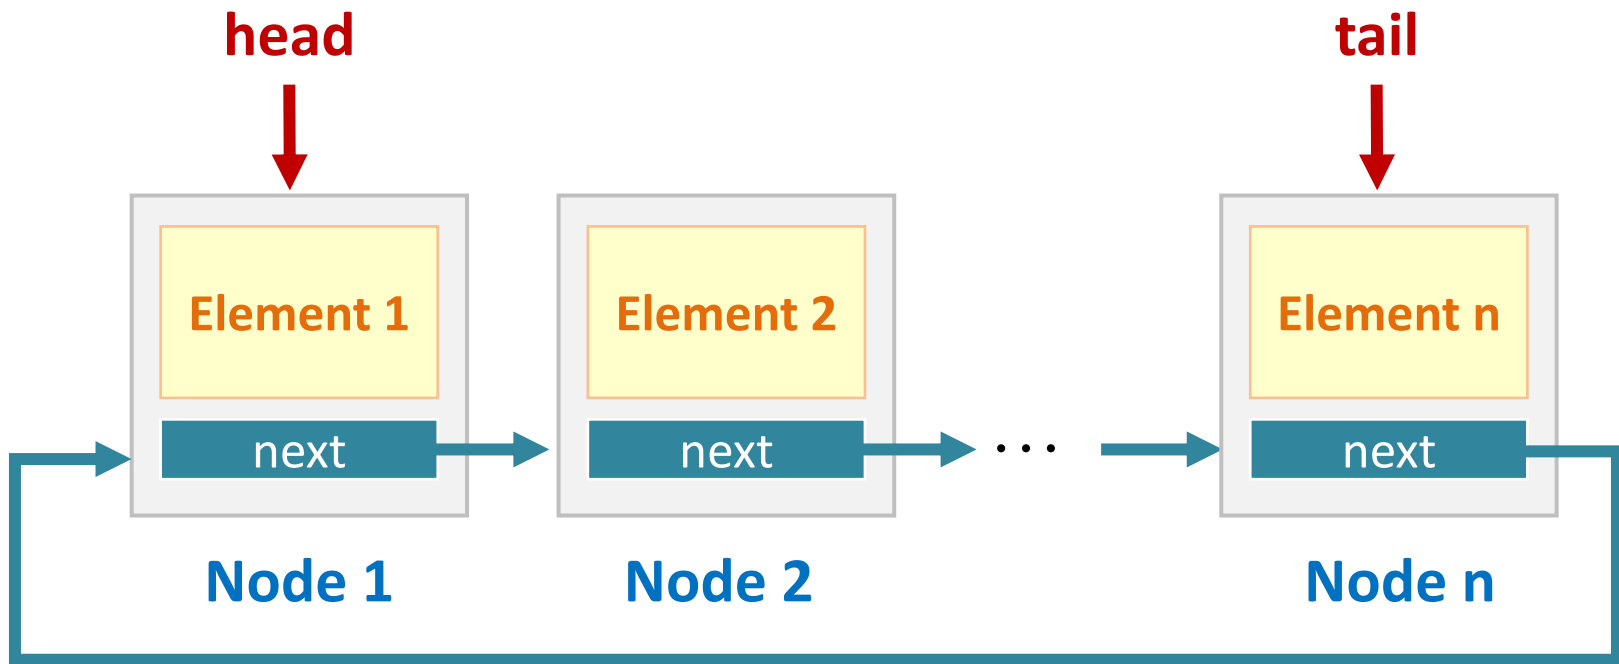 head
tail
Element 1
Element 2
Element n
next
next
...
next
Node 1
Node 2
Node n